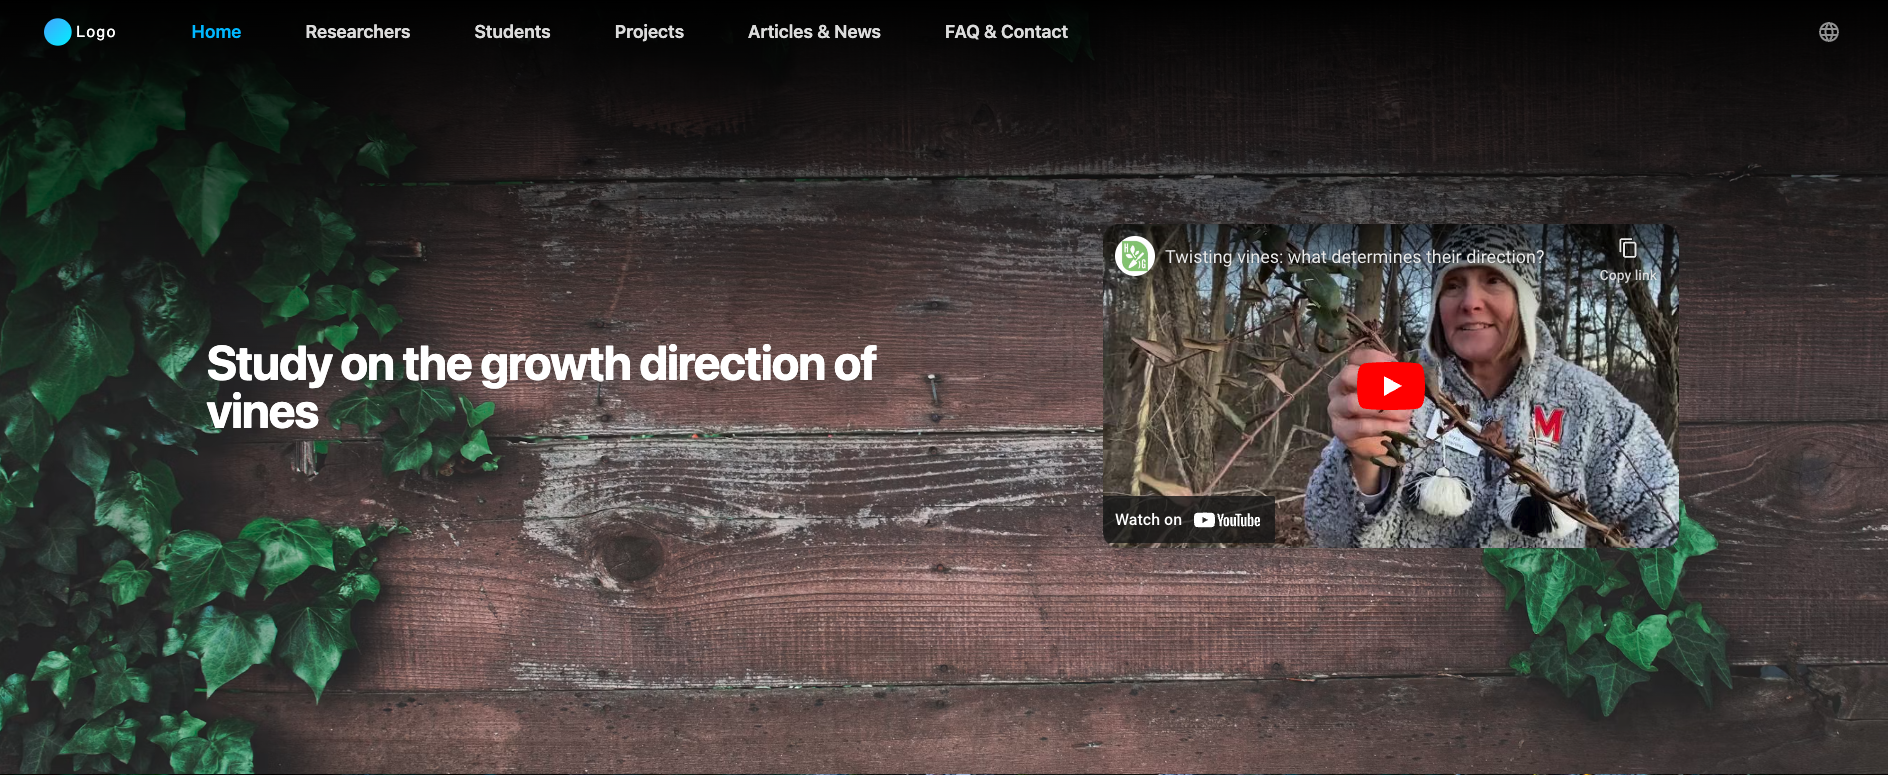 Logo
Home
Researchers
Students
Projects
Articles & News
FAQ & Contact
Twisting vines: what determines their direction?
Copy link
Study on the growth direction of
vines
M
Watch on YouTube